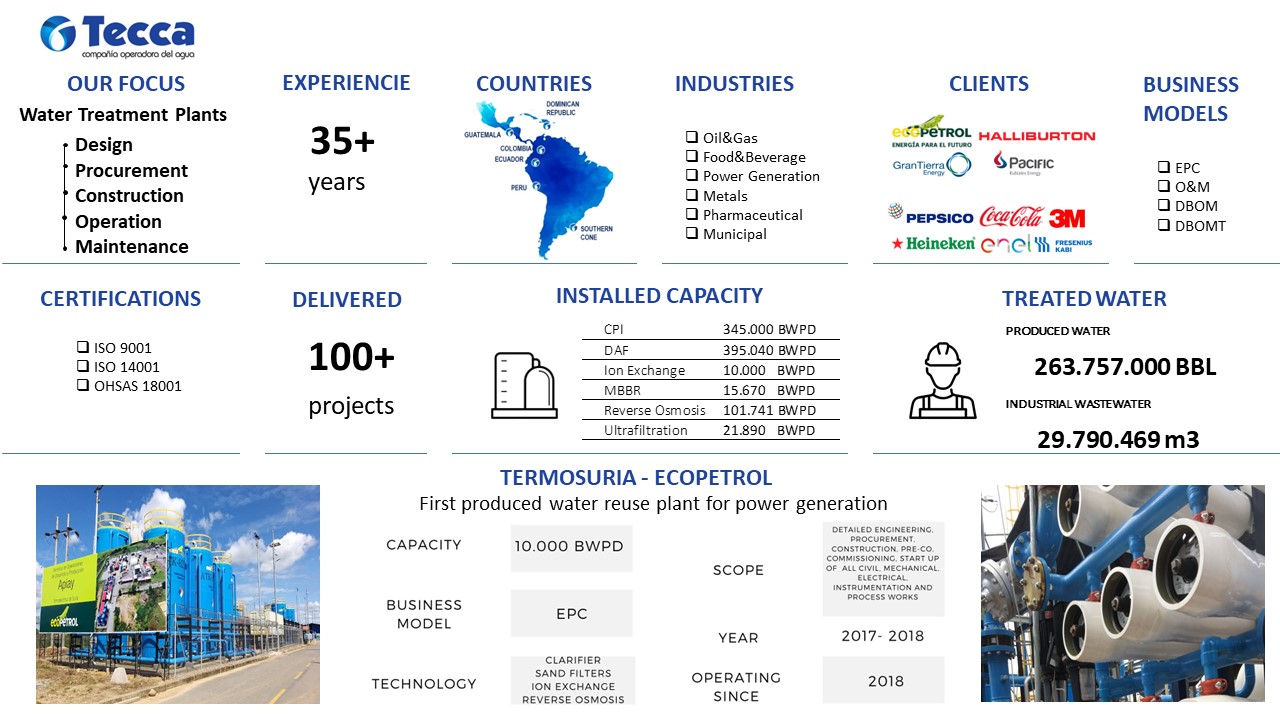 Tecca
compañía operadora del agua
OUR FOCUS
Water Treatment Plants
Design
Procurement
Construction
Operation
Maintenance
EXPERIENCIE
35+
years
COUNTRIES
DOMINICAN
REPUBLIC
GUATEMALA
COLOMBIA
ECUADOR
PERU
SOUTHERN
CONE
INDUSTRIES
Oil&Gas
Food&Beverage
Power Generation
Metals
Pharmaceutical
Municipal
CLIENTS
ecoPETROL
ENERGÍA PARA EL FUTURO
HALLIBURTON
GranTierra
Energy
Pacific
Rubiales Energy
PEPSICO
Coca-Cola
3M
Heineken
enel
FRESENIUS
KABI
BUSINESS
MODELS
EPC
O&M
DBOM
DBOMT
CERTIFICATIONS
ISO 9001
ISO 14001
OHSAS 18001
DELIVERED
100+
projects
INSTALLED CAPACITY
CPI 345.000 BWPD
DAF 395.040 BWPD
Ion Exchange 10.000 BWPD
MBBR 15.670 BWPD
Reverse Osmosis 101.741 BWPD
Ultrafiltration 21.890 BWPD
TREATED WATER
PRODUCED WATER
263.757.000 BBL
INDUSTRIAL WASTEWATER
29.790.469 m3
TERMOSURIA - ECOPETROL
First produced water reuse plant for power generation
CAPACITY
10.000 BWPD
BUSINESS
MODEL
EPC
TECHNOLOGY
CLARIFIER
SAND FILTERS
ION EXCHANGE
REVERSE OSMOSIS
SCOPE
DETAILED ENGINEERING,
PROCUREMENT,
CONSTRUCTION, PRE-CO,
COMMISSIONING, START UP
OF ALL CIVIL, MECHANICAL,
ELECTRICAL,
INSTRUMENTATION AND
PROCESS WORKS
YEAR
2017- 2018
OPERATING
SINCE
2018
Apiay
ecoPETROL